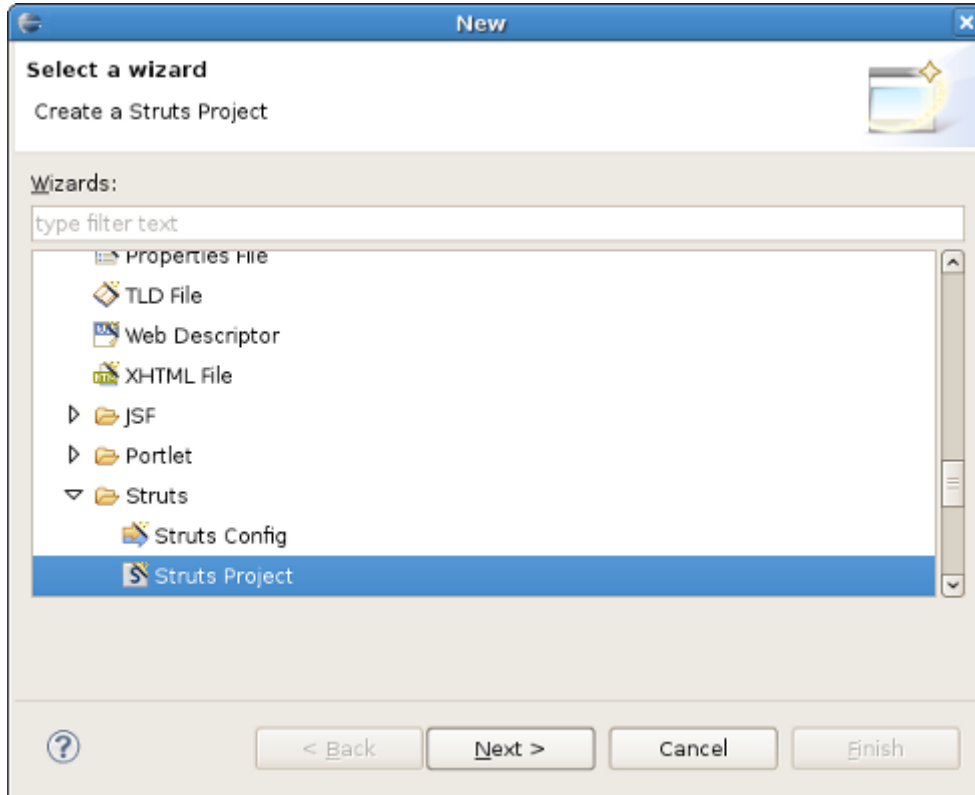 New
Select a wizard
Create a Struts Project
Wizards:
type filter text
Properties File
TLD File
Web Descriptor
XHTML File
JSF
Portlet
Struts
Struts Config
Struts Project
< Back Next > Cancel Finish